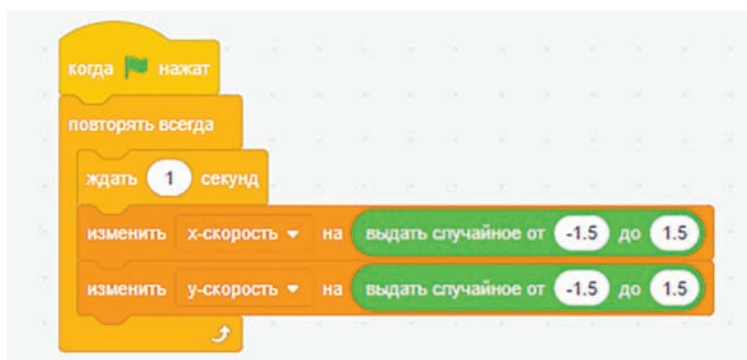 когда нажат
повторять всегда
ждать 1 секунд
изменить х-скорость на выдать случайное от -1.5 до 1.5
изменить у-скорость на выдать случайное от -1.5 до 1.5